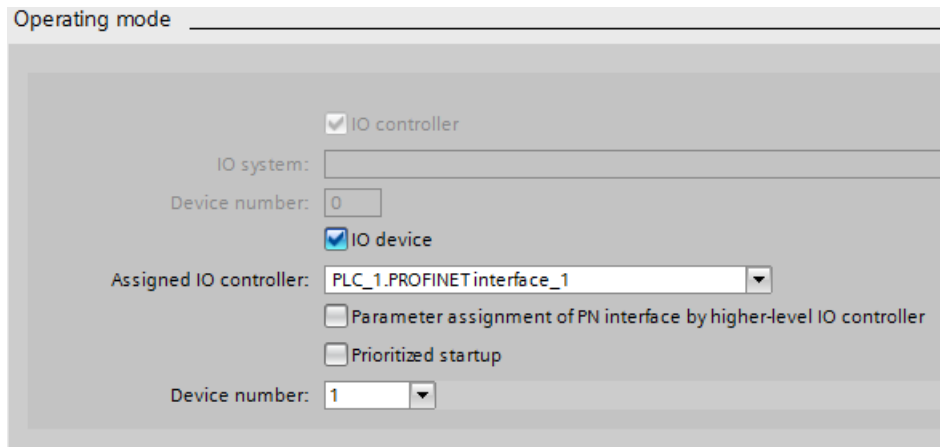 Operating mode
IO controller
IO system:
Device number: 0
IO device
Assigned IO controller: PLC_1.PROFINET interface_1
Parameter assignment of PN interface by higher-level IO controller
Prioritized startup
Device number: 1